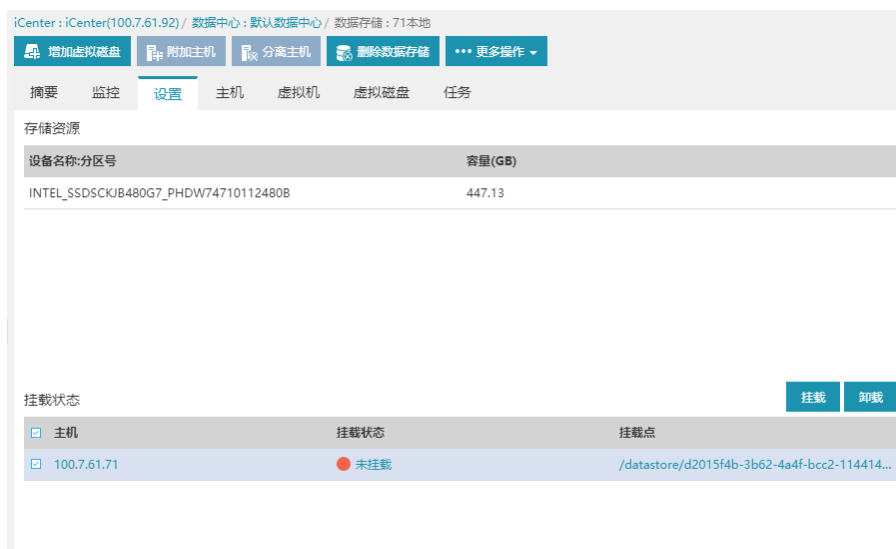 iCenter : iCenter(100.7.61.92) / 数据中心 : 默认数据中心 / 数据存储 : 71本地
增加虚拟磁盘 附加主机 分离主机 删除数据存储 ••• 更多操作
摘要 监控 设置 主机 虚拟机 虚拟磁盘 任务
存储资源
设备名称:分区号 容量(GB)
INTEL_SSDSCKJB480G7_PHDW74710112480B 447.13
挂载状态 挂载 卸载
主机 挂载状态 挂载点
100.7.61.71 未挂载 /datastore/d2015f4b-3b62-4a4f-bcc2-114414...